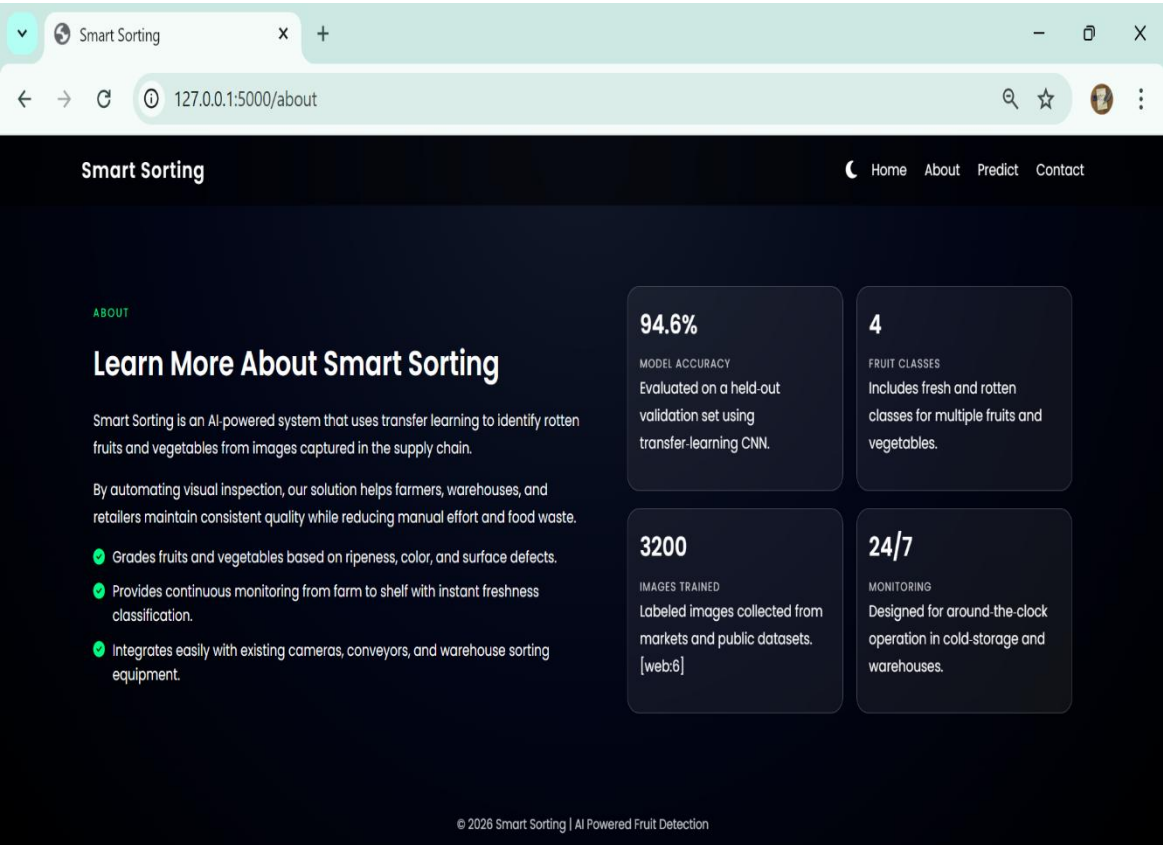 Smart Sorting
127.0.0.1:5000/about
Smart Sorting
Home About Predict Contact
ABOUT
Learn More About Smart Sorting
Smart Sorting is an AI-powered system that uses transfer learning to identify rotten
fruits and vegetables from images captured in the supply chain.
By automating visual inspection, our solution helps farmers, warehouses, and
retailers maintain consistent quality while reducing manual effort and food waste.
Grades fruits and vegetables based on ripeness, color, and surface defects.
Provides continuous monitoring from farm to shelf with instant freshness
classification.
Integrates easily with existing cameras, conveyors, and warehouse sorting
equipment.
94.6%
MODEL ACCURACY
Evaluated on a held-out
validation set using
transfer-learning CNN.
4
FRUIT CLASSES
Includes fresh and rotten
classes for multiple fruits and
vegetables.
3200
IMAGES TRAINED
Labeled images collected from
markets and public datasets.
[web:6]
24/7
MONITORING
Designed for around-the-clock
operation in cold-storage and
warehouses.
© 2026 Smart Sorting | AI Powered Fruit Detection